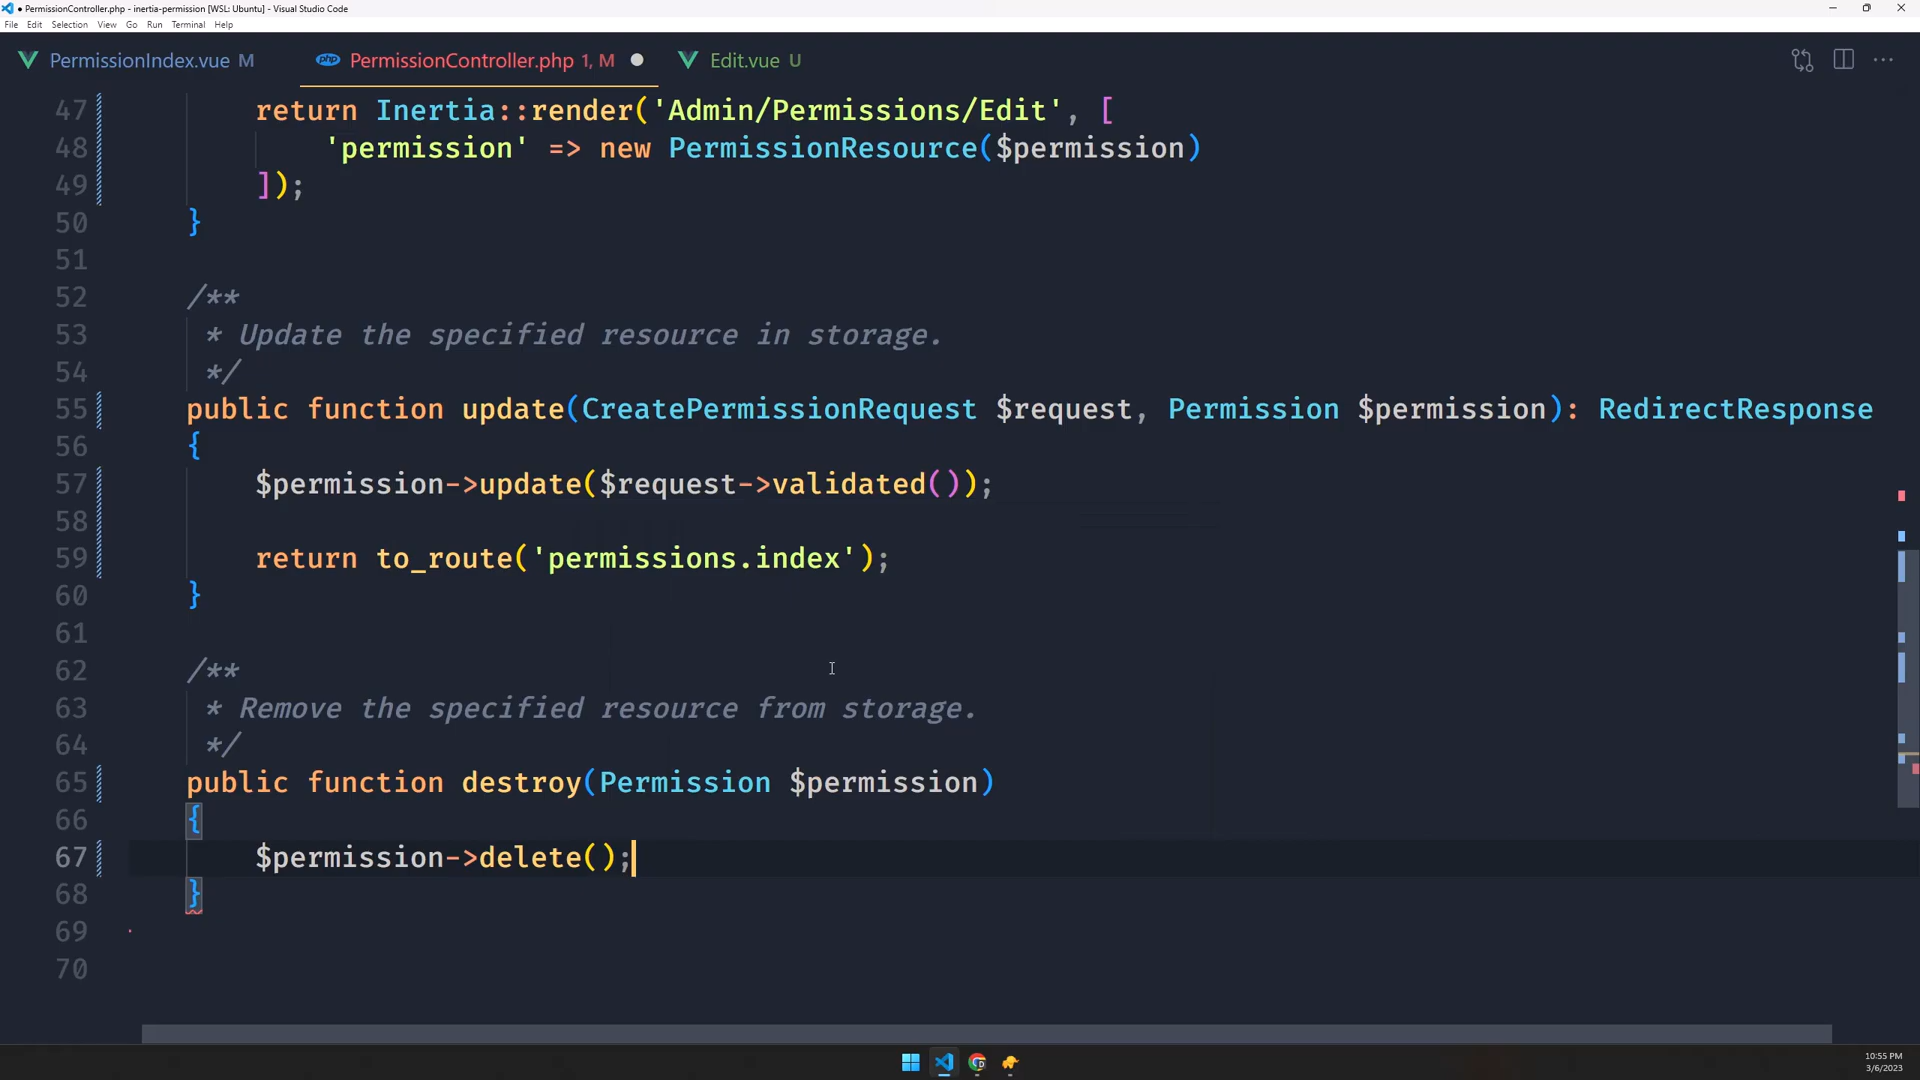 PermissionController.php - inertia-permission [WSL: Ubuntu] - Visual Studio Code
File Edit Selection View Go Run Terminal Help
PermissionIndex.vue M
php PermissionController.php 1, M
Edit.vue U
47 return Inertia::render('Admin/Permissions/Edit', [
48 'permission' => new PermissionResource($permission)
49 ]);
50 }
51
52 /**
53 * Update the specified resource in storage.
54 */
55 public function update(CreatePermissionRequest $request, Permission $permission): RedirectResponse
56 {
57 $permission->update($request->validated());
58
59 return to_route('permissions.index');
60 }
61
62 /**
63 * Remove the specified resource from storage.
64 */
65 public function destroy(Permission $permission)
66 {
67 $permission->delete();
68 }
69
70
10:55 PM
3/6/2023